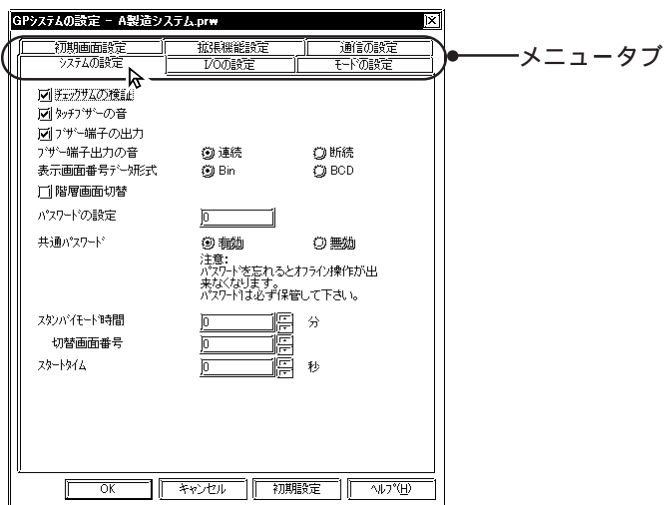 GPシステムの設定 - A製造システム.prw
初期画面設定 拡張機能設定 通信の設定
システムの設定 I/Oの設定 モードの設定
メニュータブ
チェックサムの検証
タッチブザーの音
ブザー端子の出力
ブザー端子出力の音 連続 断続
表示画面番号データ形式 Bin BCD
階層画面切替
パスワードの設定 0
共通パスワード 有効 無効
注意:
パスワードを忘れるとオフライン操作が出
来なくなります。
パスワードは必ず保管して下さい。
スタンバイモード時間 0 分
切替画面番号 0
スタートタイム 0 秒
OK キャンセル 初期設定 ヘルプ(H)